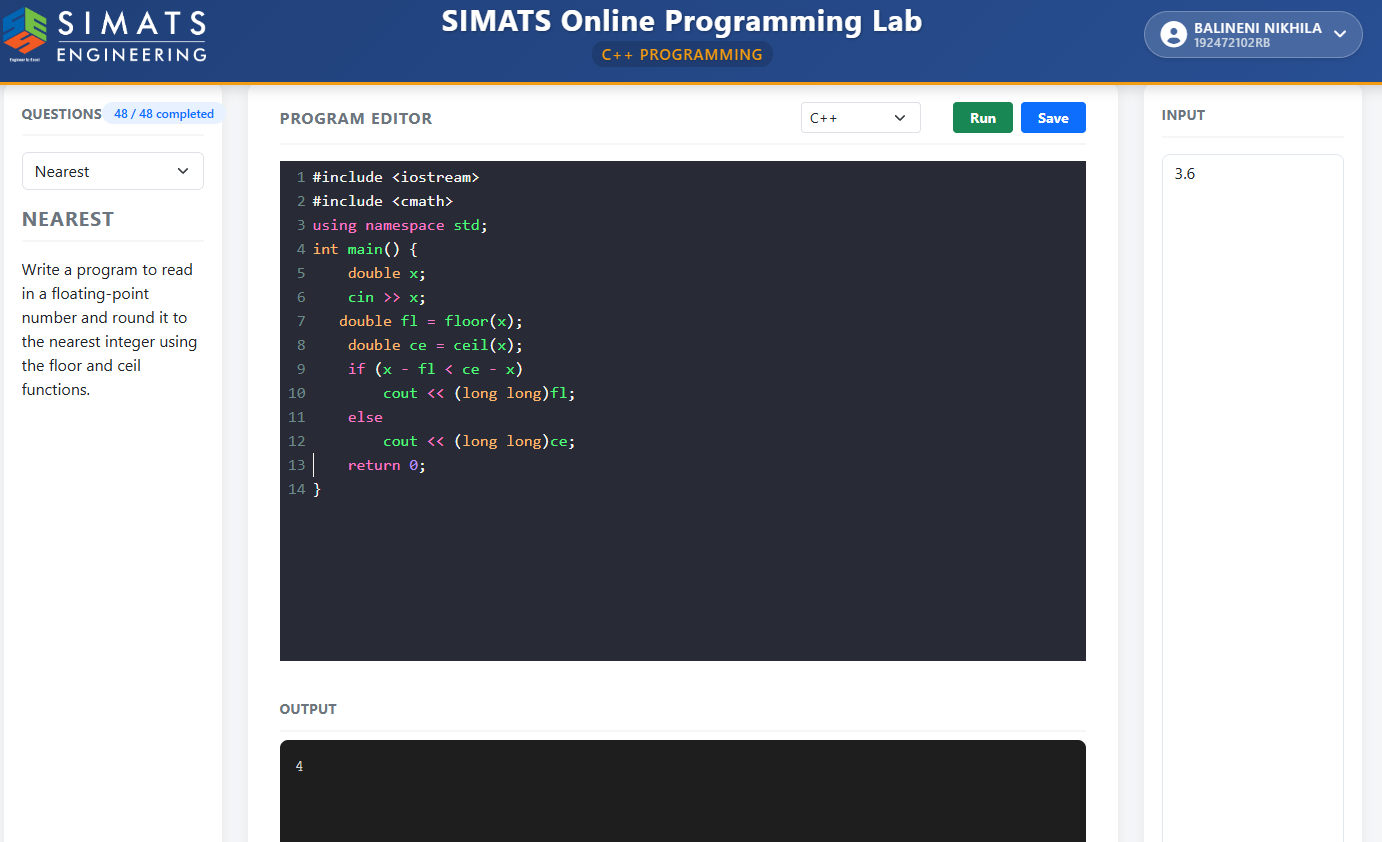 SIMATS
ENGINEERING
Engineer to Excel
SIMATS Online Programming Lab
C++ PROGRAMMING
BALINENI NIKHILA
192472102RB
QUESTIONS 48 / 48 completed
Nearest
NEAREST
Write a program to read
in a floating-point
number and round it to
the nearest integer using
the floor and ceil
functions.
PROGRAM EDITOR C++ Run Save
1 #include <iostream>
2 #include <cmath>
3 using namespace std;
4 int main() {
5     double x;
6     cin >> x;
7    double fl = floor(x);
8     double ce = ceil(x);
9     if (x - fl < ce - x)
10         cout << (long long)fl;
11     else
12         cout << (long long)ce;
13     return 0;
14 }
OUTPUT
4
INPUT
3.6